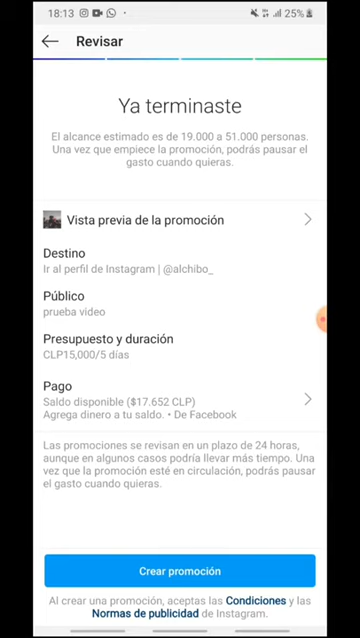 18:13 25%
Revisar
Ya terminaste
El alcance estimado es de 19.000 a 51.000 personas.
Una vez que empiece la promoción, podrás pausar el
gasto cuando quieras.
Vista previa de la promoción
Destino
Ir al perfil de Instagram | @alchibo_
Público
prueba video
Presupuesto y duración
CLP15,000/5 días
Pago
Saldo disponible ($17.652 CLP)
Agrega dinero a tu saldo. • De Facebook
Las promociones se revisan en un plazo de 24 horas,
aunque en algunos casos podría llevar más tiempo. Una
vez que la promoción esté en circulación, podrás pausar
el gasto cuando quieras.
Crear promoción
Al crear una promoción, aceptas las Condiciones y las
Normas de publicidad de Instagram.